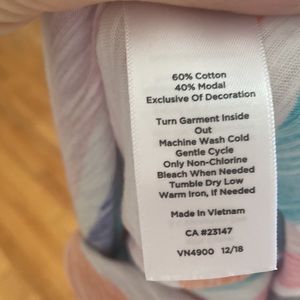 60% Cotton
40% Modal
Exclusive Of Decoration
Turn Garment Inside
Out
Machine Wash Cold
Gentle Cycle
Only Non-Chlorine
Bleach When Needed
Tumble Dry Low
Warm Iron, If Needed
Made In Vietnam
CA #23147
VN4900 12/18